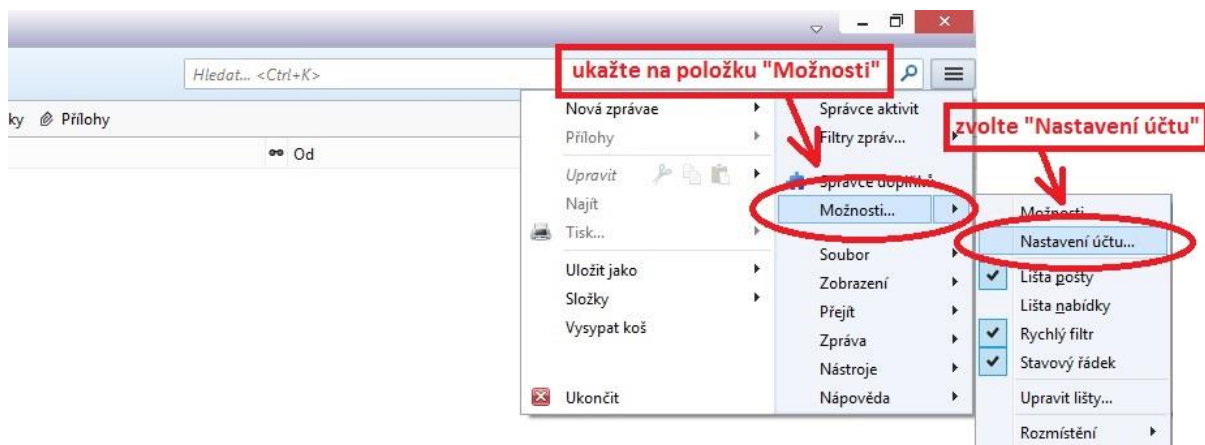 Hledat... <Ctrl+K>
ukažte na položku "Možnosti"
ky Přílohy
Od
Nová zprávae
Přílohy
Upravit
Najít
Tisk...
Uložit jako
Složky
Vysypat koš
Ukončit
Správce aktivit
Filtry zpráv...
Správce doplňků
Možnosti...
Soubor
Zobrazení
Přejít
Zpráva
Nástroje
Nápověda
zvolte "Nastavení účtu"
Možnosti
Nastavení účtu...
Lišta pošty
Lišta nabídky
Rychlý filtr
Stavový řádek
Upravit lišty...
Rozmístění